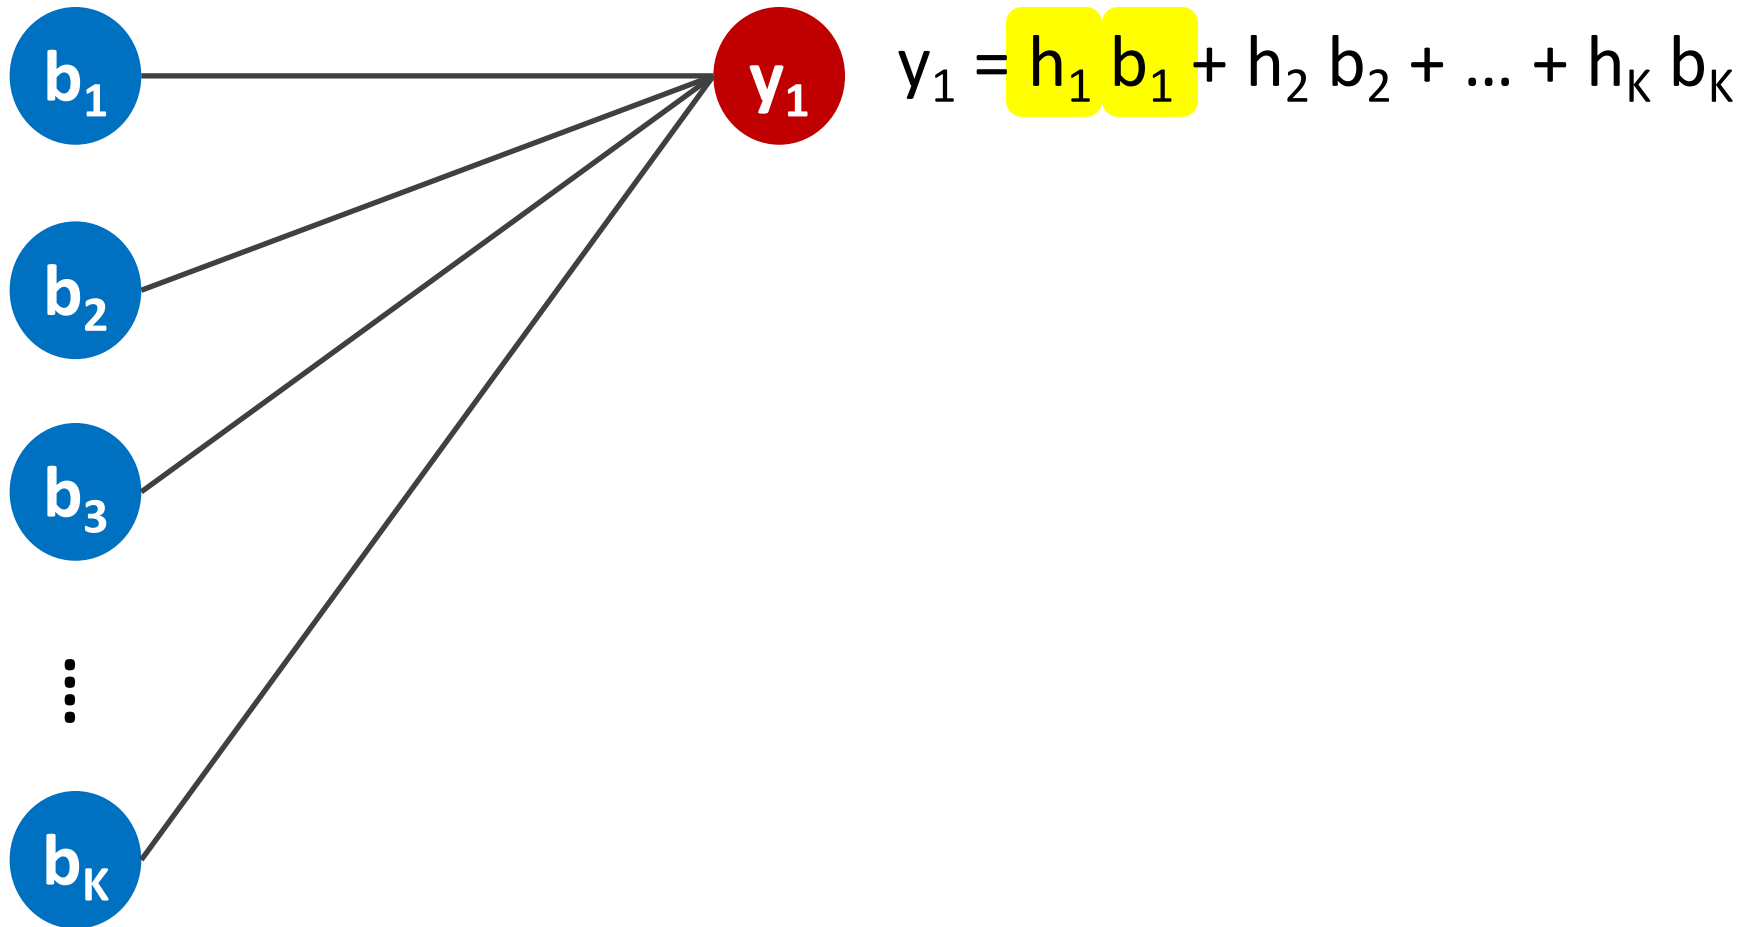 b₁
y₁
y₁ = h₁ b₁ + h₂ b₂ + ... + hK bK
b₂
b₃
bK